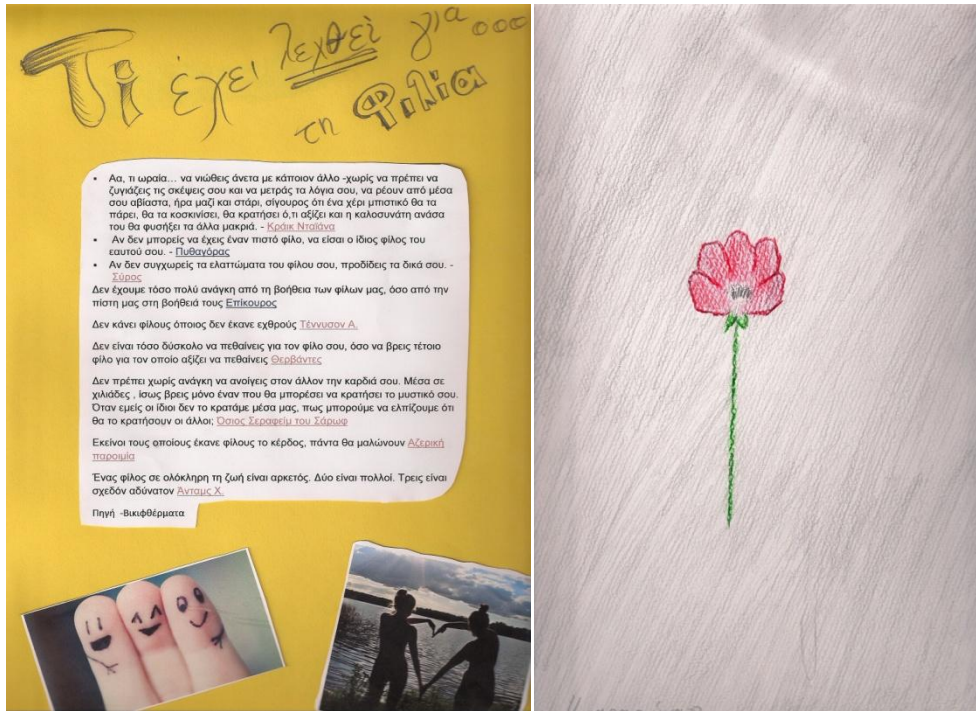 Τι έχει λεχθεί για...
τη Φιλία
• Αα, τι ωραία... να νιώθεις άνετα με κάποιον άλλο -χωρίς να πρέπει να
ζυγιάζεις τις σκέψεις σου και να μετράς τα λόγια σου, να ρέουν από μέσα
σου αβίαστα, ήρα μαζί και στάρι, σίγουρος ότι ένα χέρι μπιστικό θα τα
πάρει, θα τα κοσκινίσει, θα κρατήσει ό,τι αξίζει και η καλοσυνάτη ανάσα
του θα φυσήξει τα άλλα μακριά. - Κράικ Νταϊάνα
• Αν δεν μπορείς να έχεις έναν πιστό φίλο, να είσαι ο ίδιος φίλος του
εαυτού σου. - Πυθαγόρας
• Αν δεν συγχωρείς τα ελαττώματα του φίλου σου, προδίδεις τα δικά σου. -
Σύρος
Δεν έχουμε τόσο πολύ ανάγκη από τη βοήθεια των φίλων μας, όσο από την
πίστη μας στη βοήθειά τους Επίκουρος
Δεν κάνει φίλους όποιος δεν έκανε εχθρούς Τέννυσον Α.
Δεν είναι τόσο δύσκολο να πεθαίνεις για τον φίλο σου, όσο να βρεις τέτοιο
φίλο για τον οποίο αξίζει να πεθαίνεις Θερβάντες
Δεν πρέπει χωρίς ανάγκη να ανοίγεις στον άλλον την καρδιά σου. Μέσα σε
χιλιάδες , ίσως βρεις μόνο έναν που θα μπορέσει να κρατήσει το μυστικό σου.
Όταν εμείς οι ίδιοι δεν το κρατάμε μέσα μας, πως μπορούμε να ελπίζουμε ότι
θα το κρατήσουν οι άλλοι; Όσιος Σεραφείμ του Σάρωφ
Εκείνοι τους οποίους έκανε φίλους το κέρδος, πάντα θα μαλώνουν Αζερική
παροιμία
Ένας φίλος σε ολόκληρη τη ζωή είναι αρκετός. Δύο είναι πολλοί. Τρεις είναι
σχεδόν αδύνατον Άνταμς Χ.
Πηγή -Βικιφθέρματα